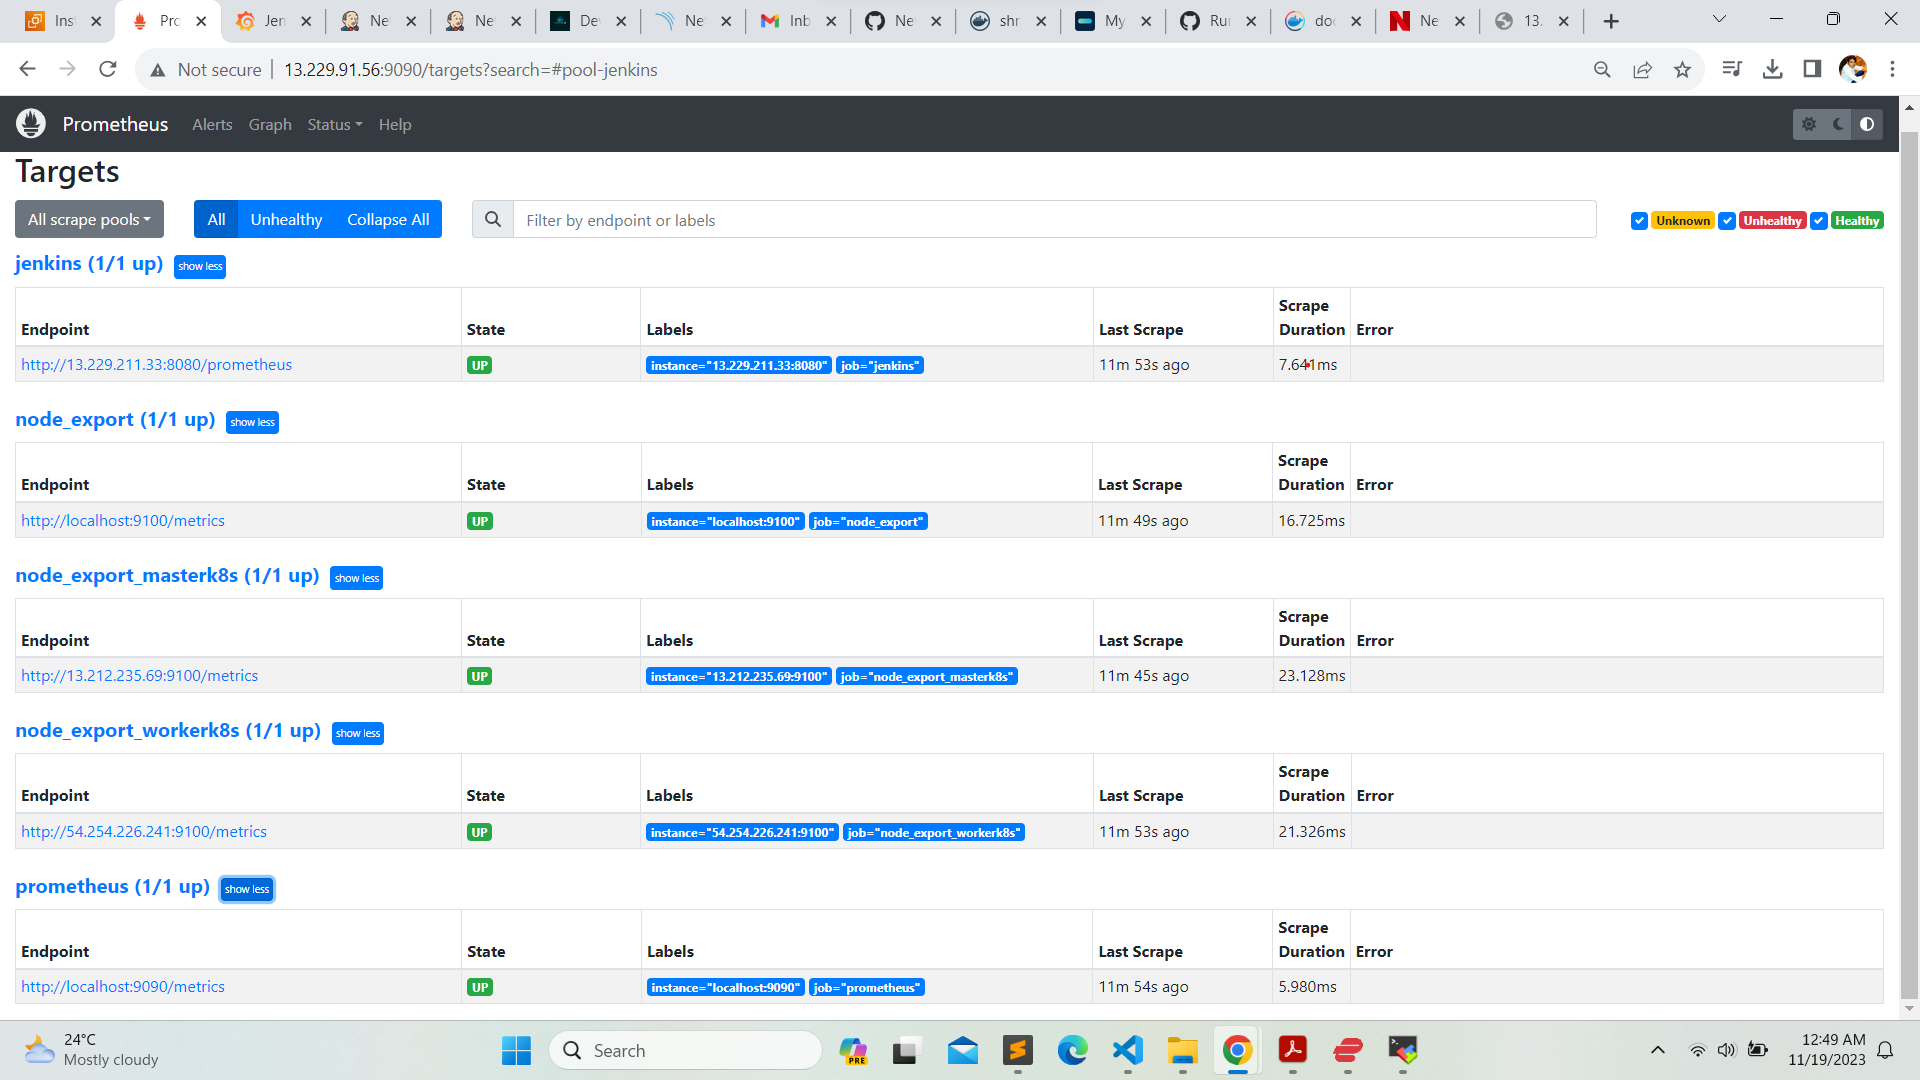 Ins
Pro
Jen
Ne
Ne
Dev
Net
Inb
Ne
shr
My
Ru
doc
Ne
13.
Not secure
13.229.91.56:9090/targets?search=#pool-jenkins
Prometheus Alerts Graph Status Help
Targets
All scrape pools All Unhealthy Collapse All Filter by endpoint or labels Unknown Unhealthy Healthy
jenkins (1/1 up) show less
Endpoint State Labels Last Scrape Scrape Duration Error
http://13.229.211.33:8080/prometheus UP instance="13.229.211.33:8080" job="jenkins" 11m 53s ago 7.641ms
node_export (1/1 up) show less
Endpoint State Labels Last Scrape Scrape Duration Error
http://localhost:9100/metrics UP instance="localhost:9100" job="node_export" 11m 49s ago 16.725ms
node_export_masterk8s (1/1 up) show less
Endpoint State Labels Last Scrape Scrape Duration Error
http://13.212.235.69:9100/metrics UP instance="13.212.235.69:9100" job="node_export_masterk8s" 11m 45s ago 23.128ms
node_export_workerk8s (1/1 up) show less
Endpoint State Labels Last Scrape Scrape Duration Error
http://54.254.226.241:9100/metrics UP instance="54.254.226.241:9100" job="node_export_workerk8s" 11m 53s ago 21.326ms
prometheus (1/1 up) show less
Endpoint State Labels Last Scrape Scrape Duration Error
http://localhost:9090/metrics UP instance="localhost:9090" job="prometheus" 11m 54s ago 5.980ms
24°C
Mostly cloudy
Search
PRE
12:49 AM
11/19/2023